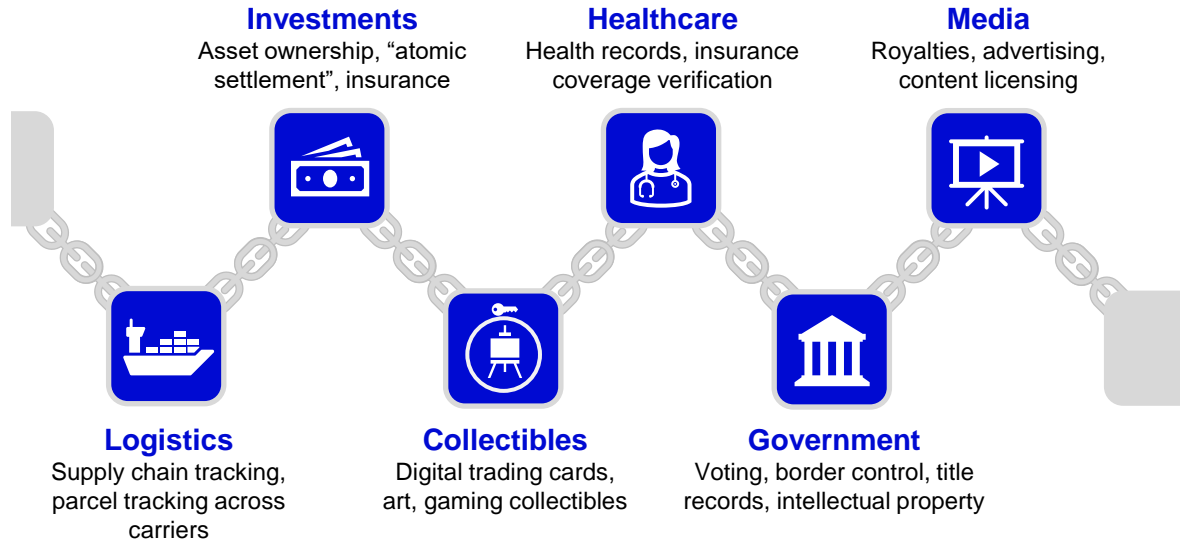 Investments
Asset ownership, “atomic
settlement”, insurance
Healthcare
Health records, insurance
coverage verification
Media
Royalties, advertising,
content licensing
Logistics
Supply chain tracking,
parcel tracking across
carriers
Collectibles
Digital trading cards,
art, gaming collectibles
Government
Voting, border control, title
records, intellectual property